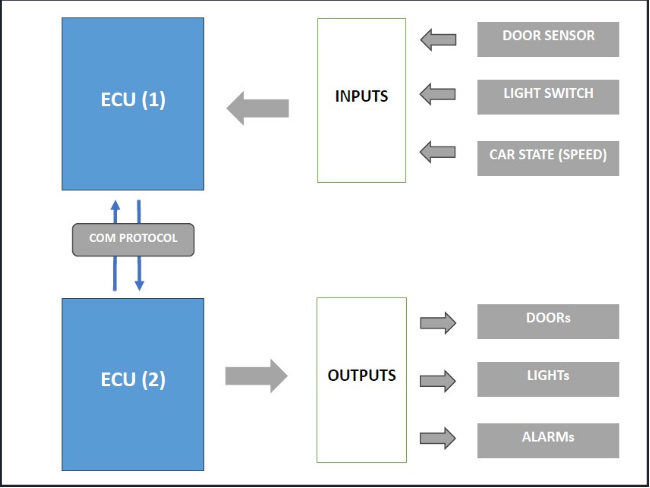 ECU (1)
INPUTS
DOOR SENSOR
LIGHT SWITCH
CAR STATE (SPEED)
COM PROTOCOL
ECU (2)
OUTPUTS
DOORs
LIGHTs
ALARMs